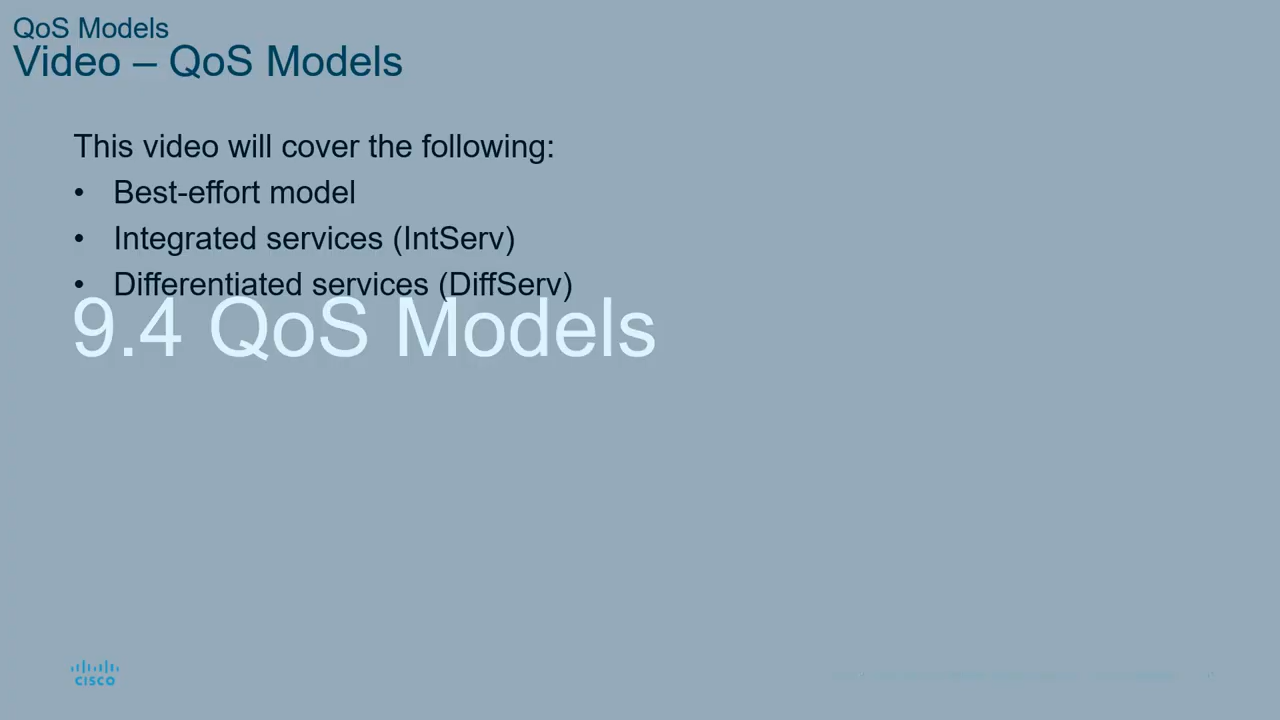 QoS Models
Video – QoS Models
This video will cover the following:
• Best-effort model
• Integrated services (IntServ)
• Differentiated services (DiffServ)
9.4 QoS Models
CISCO